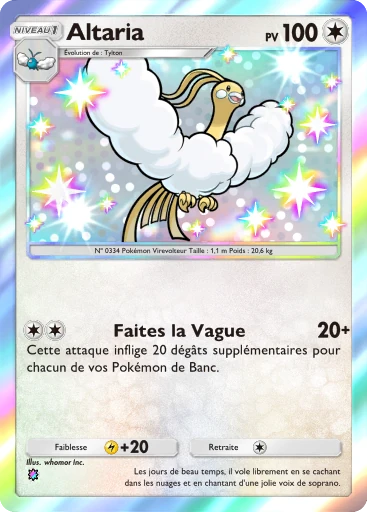 NIVEAU 1
Altaria
PV 100
Évolution de : Tylton
N° 0334 Pokémon Virevolteur Taille : 1,1 m Poids : 20,6 kg
Faites la Vague 20+
Cette attaque inflige 20 dégâts supplémentaires pour
chacun de vos Pokémon de Banc.
Faiblesse +20 Retraite
Illus. whomor Inc.
Les jours de beau temps, il vole librement en se cachant
dans les nuages et en chantant d'une jolie voix de soprano.